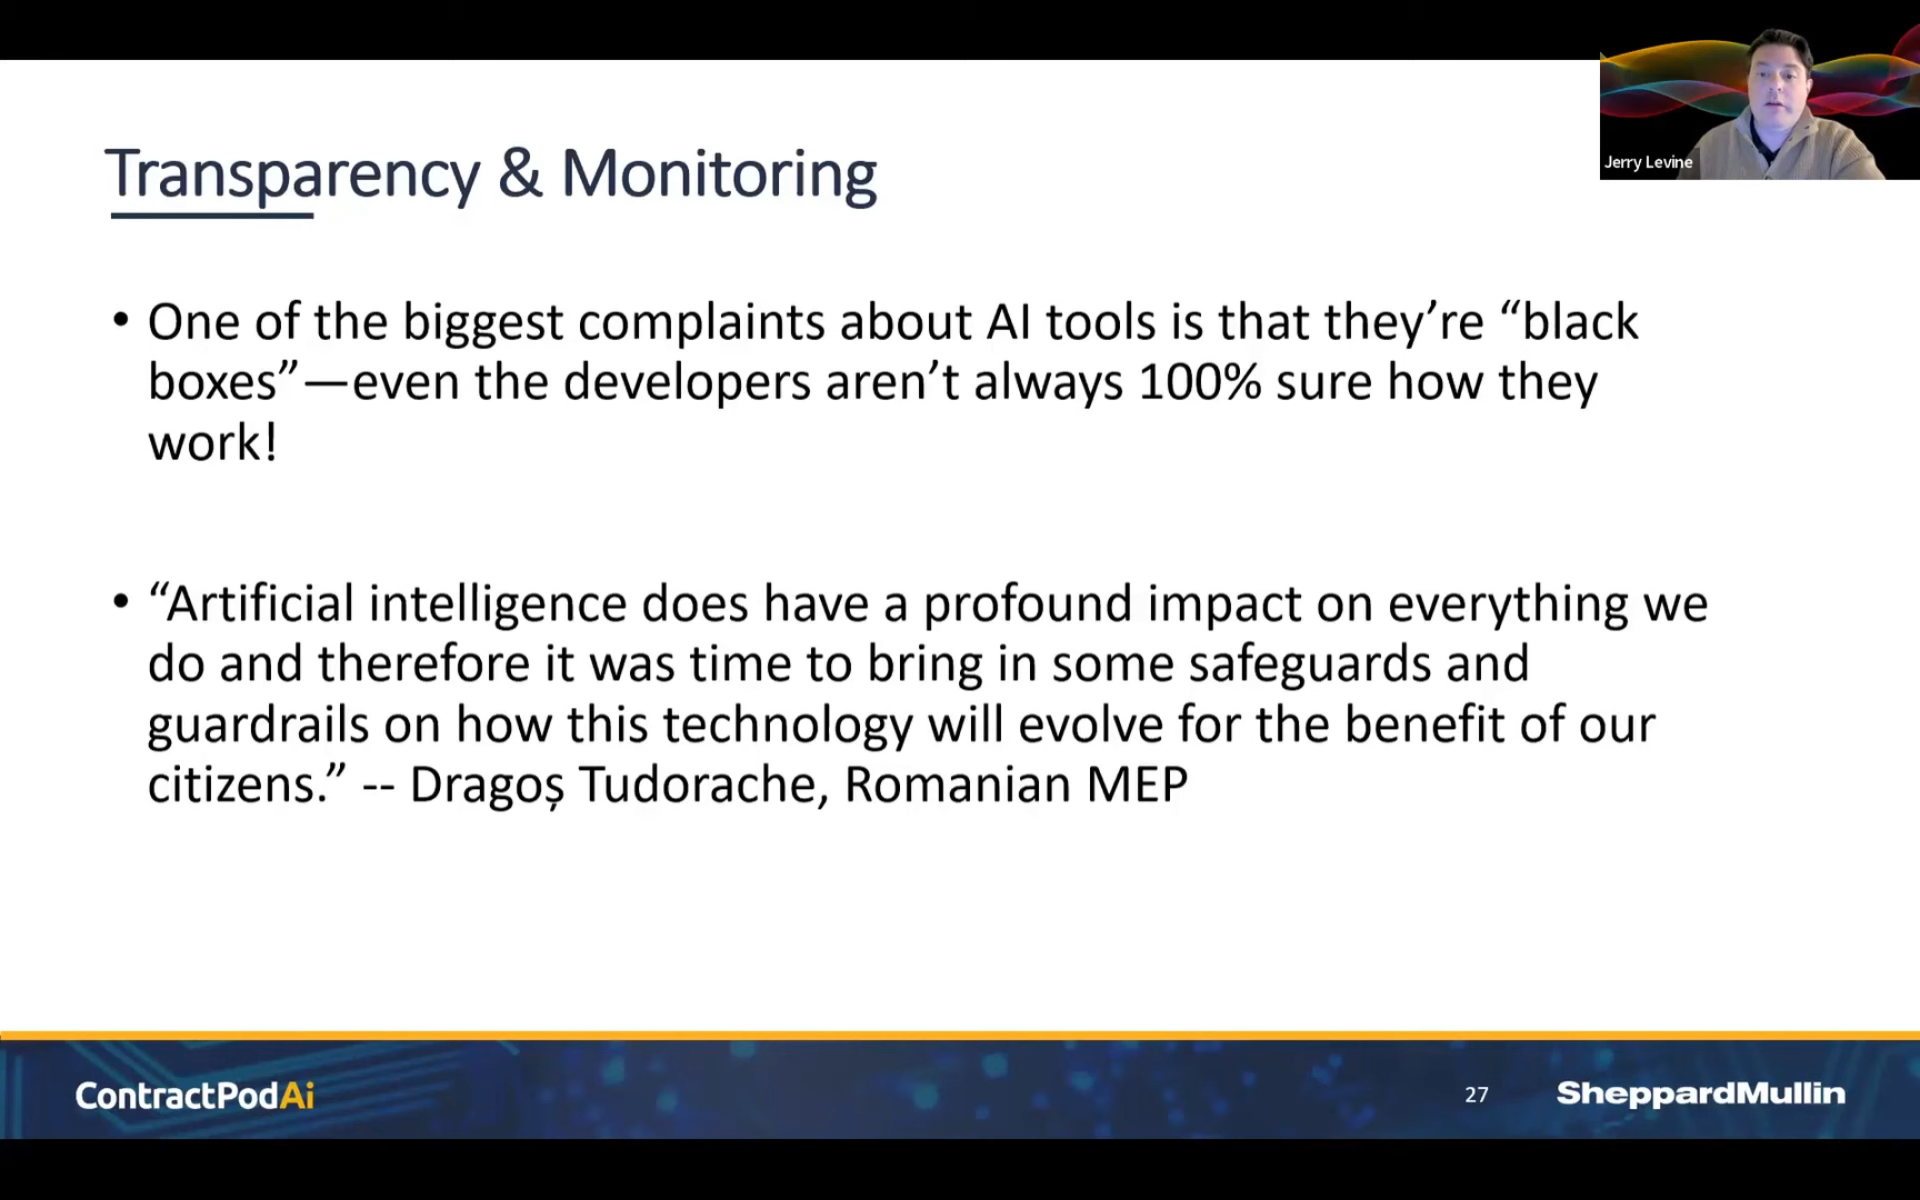 Jerry Levine
Transparency & Monitoring
• One of the biggest complaints about AI tools is that they’re “black
boxes”—even the developers aren’t always 100% sure how they
work!
• “Artificial intelligence does have a profound impact on everything we
do and therefore it was time to bring in some safeguards and
guardrails on how this technology will evolve for the benefit of our
citizens.” -- Dragoș Tudorache, Romanian MEP
ContractPodAi
27
SheppardMullin